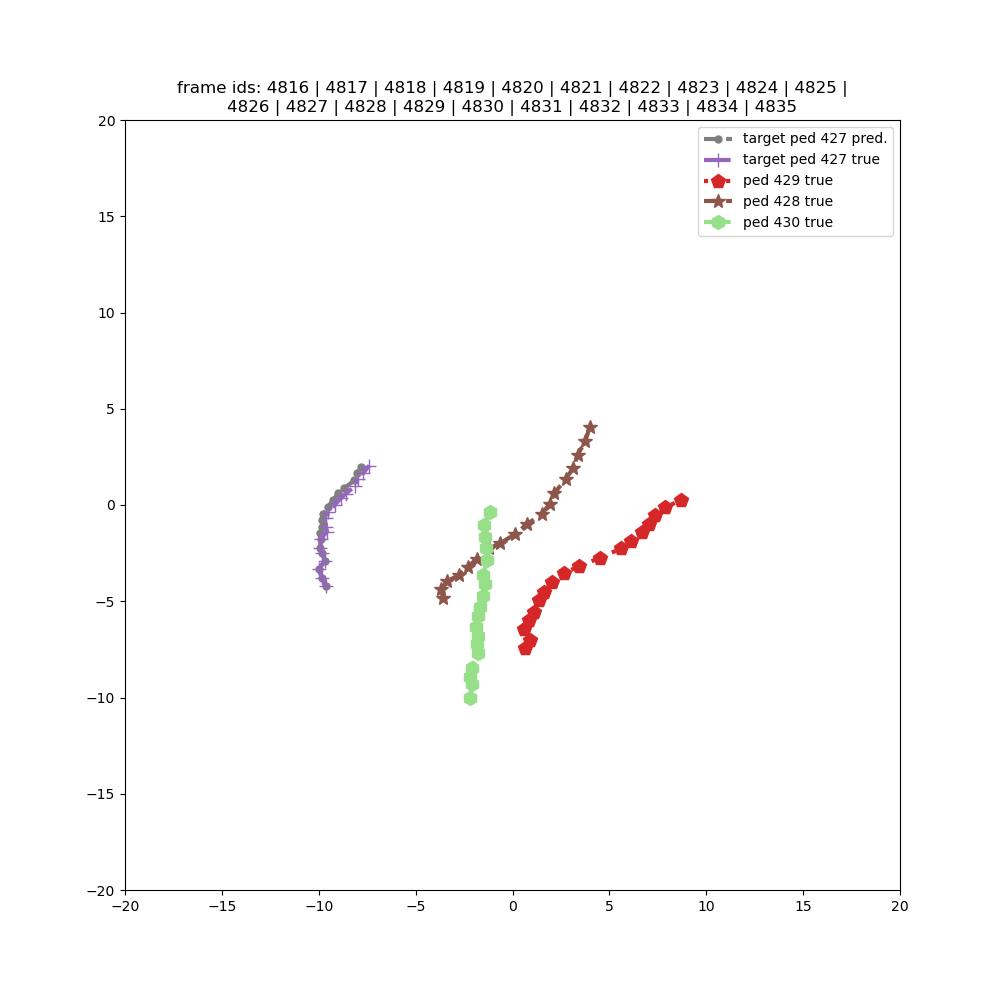 frame ids: 4816 | 4817 | 4818 | 4819 | 4820 | 4821 | 4822 | 4823 | 4824 | 4825 |
4826 | 4827 | 4828 | 4829 | 4830 | 4831 | 4832 | 4833 | 4834 | 4835
target ped 427 pred.
target ped 427 true
ped 429 true
ped 428 true
ped 430 true
20
15
10
5
0
−5
−10
−15
−20
−20 −15 −10 −5 0 5 10 15 20